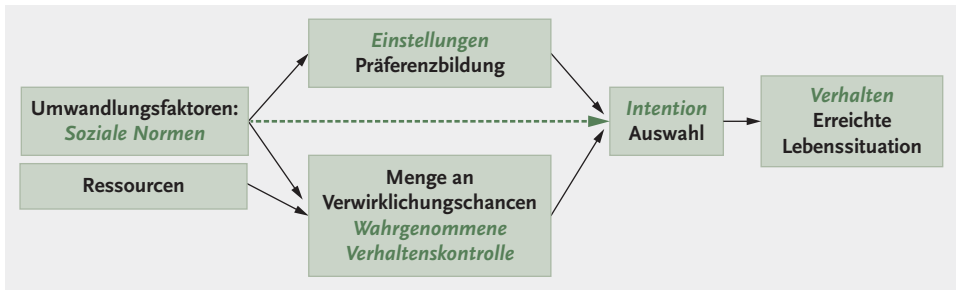 Einstellungen
Präferenzbildung
Umwandlungsfaktoren:
Soziale Normen
Ressourcen
Menge an
Verwirklichungschancen
Wahrgenommene
Verhaltenskontrolle
Intention
Auswahl
Verhalten
Erreichte
Lebenssituation